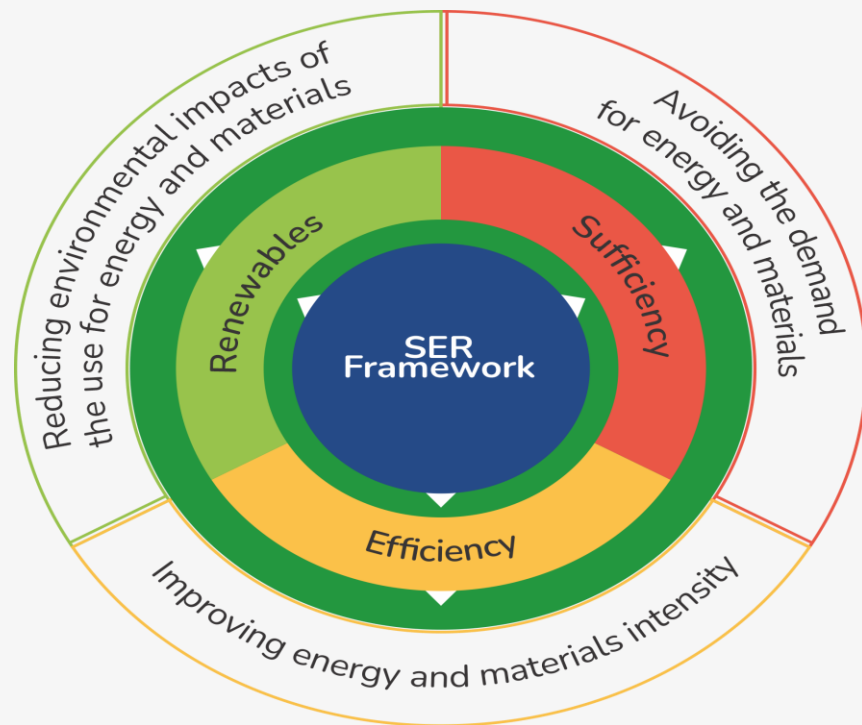 Reducing environmental impacts of
the use for energy and materials
Avoiding the demand
for energy and materials
Renewables
Sufficiency
SER
Framework
Efficiency
Improving energy and materials intensity